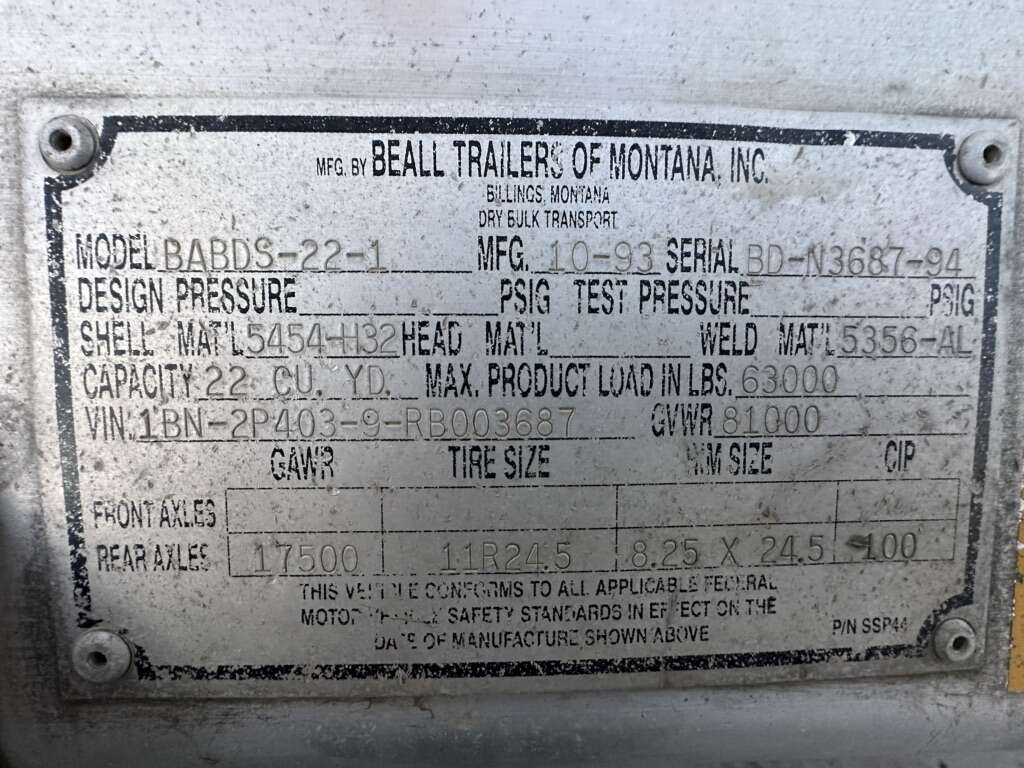 MFG. BY BEALL TRAILERS OF MONTANA, INC.
BILLINGS, MONTANA
DRY BULK TRANSPORT
MODEL BABDS-22-1 MFG. 10-93 SERIAL BD-N3687-94
DESIGN PRESSURE PSIG TEST PRESSURE PSIG
SHELL MAT'L 5454-H32 HEAD MAT'L WELD MAT'L 5356-AL
CAPACITY 22 CU. YD. MAX. PRODUCT LOAD IN LBS. 63000
VIN. 1BN-2P403-9-RB003687 GVWR 81000
GAWR TIRE SIZE RIM SIZE CIP
FRONT AXLES
REAR AXLES 17500 11R24.5 8.25 X 24.5 100
THIS VEHICLE CONFORMS TO ALL APPLICABLE FEDERAL
MOTOR VEHICLE SAFETY STANDARDS IN EFFECT ON THE
DATE OF MANUFACTURE SHOWN ABOVE
P/N SSP44